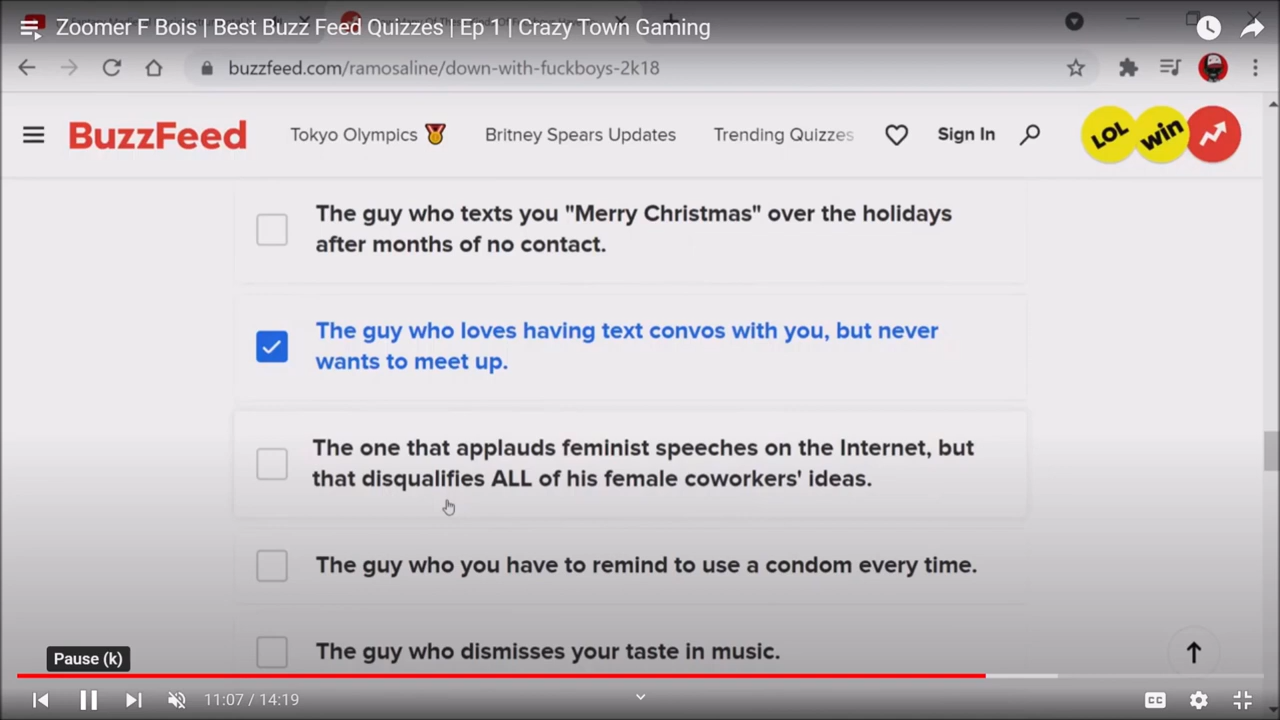 Zoomer F Bois | Best Buzz Feed Quizzes | Ep 1 | Crazy Town Gaming
buzzfeed.com/ramosaline/down-with-fuckboys-2k18
BuzzFeed
Tokyo Olympics
Britney Spears Updates
Trending Quizzes
Sign In
LOL
win
The guy who texts you "Merry Christmas" over the holidays
after months of no contact.
The guy who loves having text convos with you, but never
wants to meet up.
The one that applauds feminist speeches on the Internet, but
that disqualifies ALL of his female coworkers' ideas.
The guy who you have to remind to use a condom every time.
The guy who dismisses your taste in music.
Pause (k)
11:07 / 14:19
CC